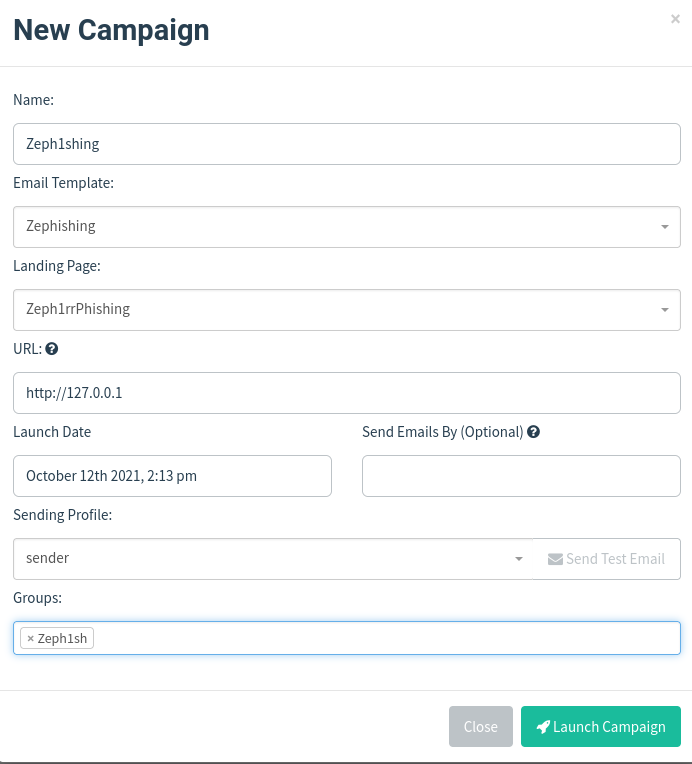 New Campaign
×
Name:
Zeph1shing
Email Template:
Zephishing
Landing Page:
Zeph1rrPhishing
URL:
http://127.0.0.1
Launch Date
Send Emails By (Optional)
October 12th 2021, 2:13 pm
Sending Profile:
sender
Send Test Email
Groups:
× Zeph1sh
Close
Launch Campaign